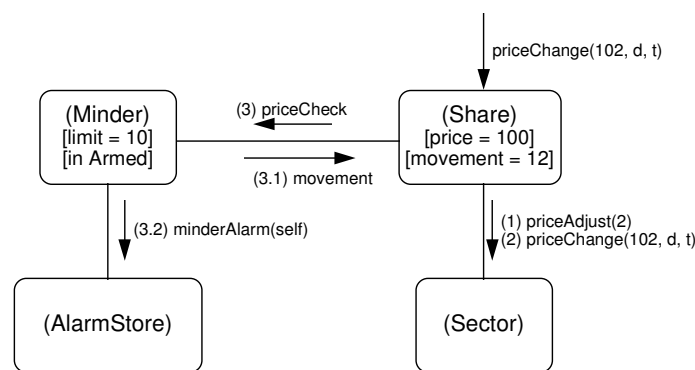 priceChange(102, d, t)
(Minder)
[limit = 10]
[in Armed]
(3) priceCheck
(3.1) movement
(Share)
[price = 100]
[movement = 12]
(3.2) minderAlarm(self)
(1) priceAdjust(2)
(2) priceChange(102, d, t)
(AlarmStore)
(Sector)